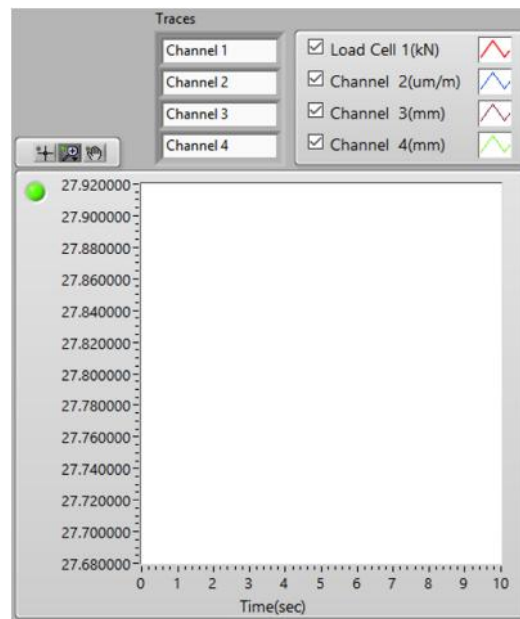 Traces
Channel 1
Channel 2
Channel 3
Channel 4
Load Cell 1(kN)
Channel 2(um/m)
Channel 3(mm)
Channel 4(mm)
27.920000
27.900000
27.880000
27.860000
27.840000
27.820000
27.800000
27.780000
27.760000
27.740000
27.720000
27.700000
27.680000
0 1 2 3 4 5 6 7 8 9 10
Time(sec)